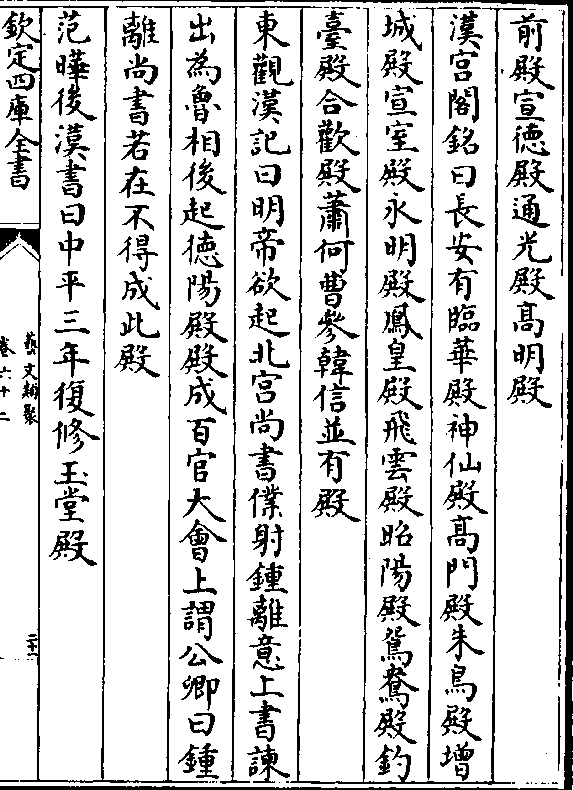 前殿宣德殿通光殿髙明殿
漢宫閣銘曰長安有臨華殿神仙殿髙門殿朱鳥殿增
城殿宣室殿永明殿鳳皇殿飛雲殿昭陽殿鴛鴦殿釣
臺殿合歡殿蕭何曹參韓信並有殿
東觀漢記曰明帝欲起北宫尚書僕射鍾離意上書諫
出為魯相後起德陽殿殿成百官大會上謂公卿曰鍾
離尚書若在不得成此殿
范曄後漢書曰中平三年復修玉堂殿
欽定四庫全書
藝文類聚
卷六十二